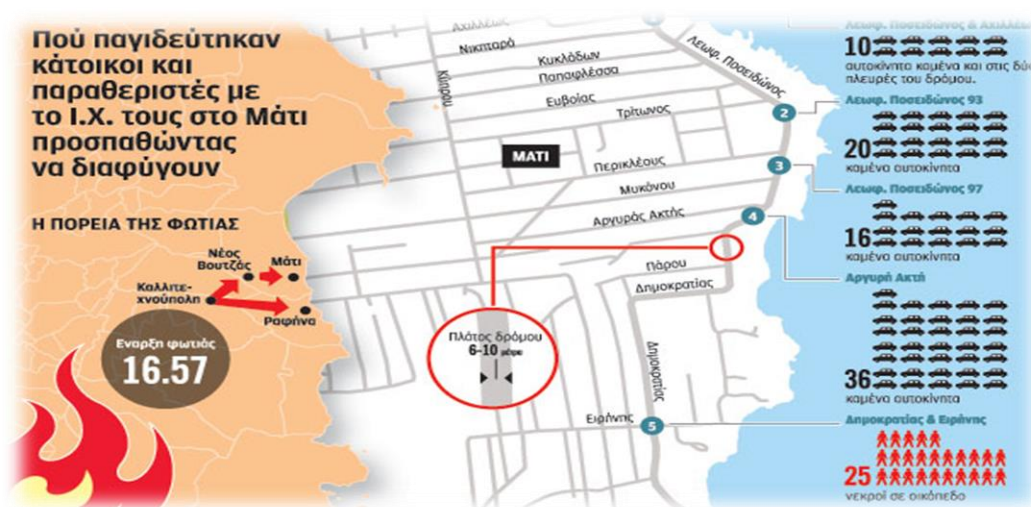 Πού παγιδεύτηκαν
κάτοικοι και
παραθεριστές με
το Ι.Χ. τους στο Μάτι
προσπαθώντας
να διαφύγουν
Η ΠΟΡΕΙΑ ΤΗΣ ΦΩΤΙΑΣ
Νέος
Βουτζάς
Μάτι
Καλλιτε-
χνούπολη
Ραφήνα
Εναρξη φωτιάς
16.57
Αχιλλέως
Νικηταρά
Κύπρου
Κυκλάδων
Παπαφλέσσα
Ευβοίας
Τρίτωνος
Λεωφ. Ποσειδώνος
2
ΜΑΤΙ
Περικλέους
3
Μυκόνου
Αργυράς Ακτής
4
Πάρου
Δημοκρατίας
Πλάτος δρόμου
6-10 μέτρα
Δημοκρατίας
Ειρήνης
5
Λεωφ. Ποσειδώνος & Αχιλλέ
10
αυτοκίνητα καμένα και στις δύο
πλευρές του δρόμου.
Λεωφ. Ποσειδώνος 93
20
καμένα αυτοκίνητα
Λεωφ. Ποσειδώνος 97
16
καμένα αυτοκίνητα
Αργυρή Ακτή
36
καμένα αυτοκίνητα
Δημοκρατίας & Ειρήνης
25
νεκροί σε οικόπεδο